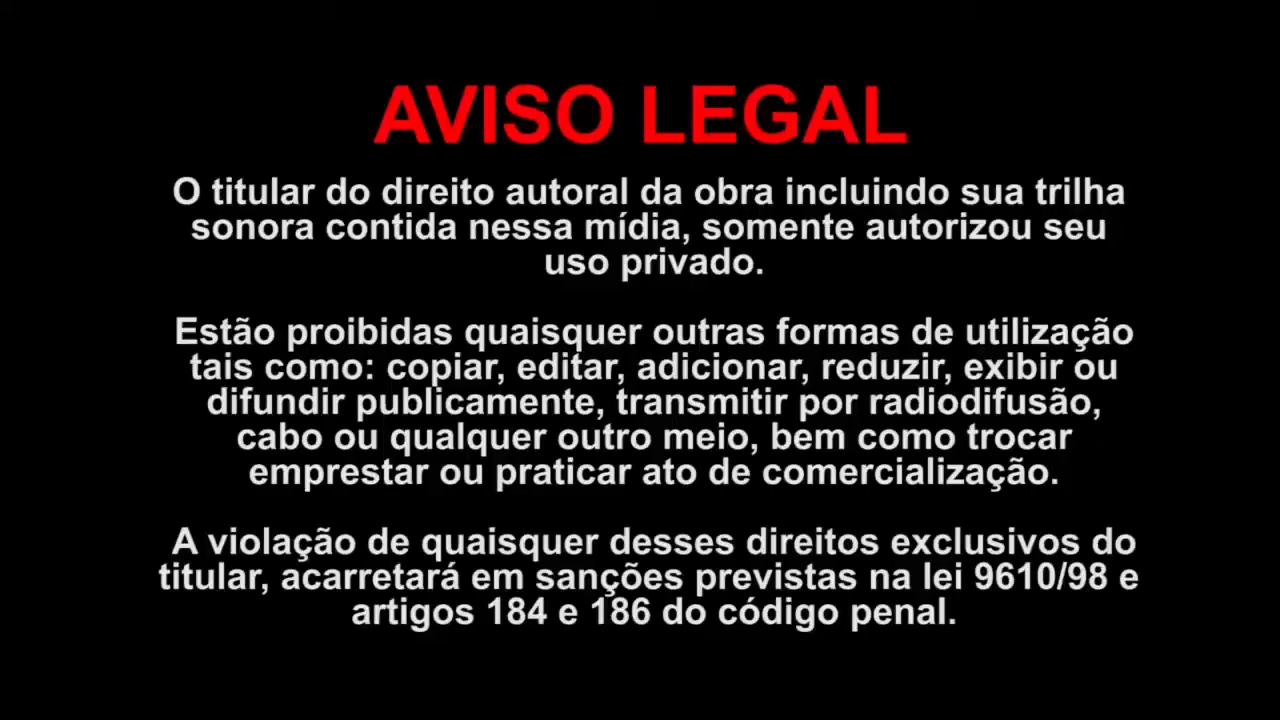 AVISO LEGAL
O titular do direito autoral da obra incluindo sua trilha
sonora contida nessa mídia, somente autorizou seu
uso privado.
Estão proibidas quaisquer outras formas de utilização
tais como: copiar, editar, adicionar, reduzir, exibir ou
difundir publicamente, transmitir por radiodifusão,
cabo ou qualquer outro meio, bem como trocar
emprestar ou praticar ato de comercialização.
A violação de quaisquer desses direitos exclusivos do
titular, acarretará em sanções previstas na lei 9610/98 e
artigos 184 e 186 do código penal.